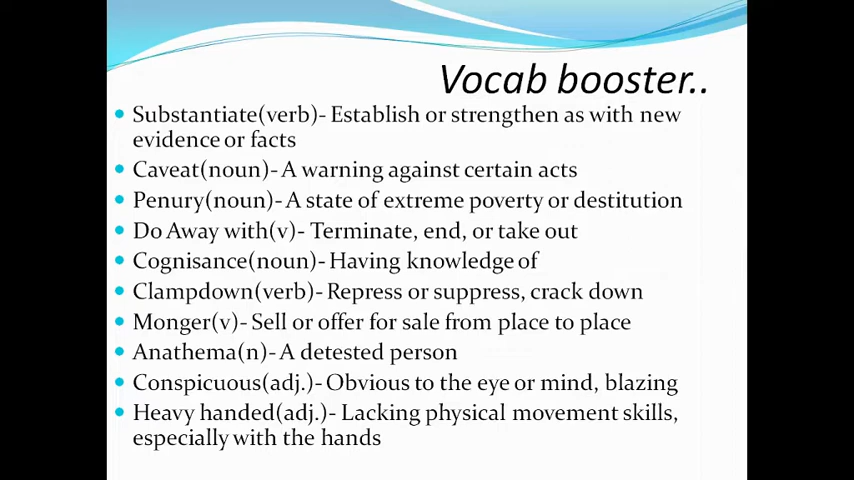 Vocab booster..
Substantiate(verb)- Establish or strengthen as with new
evidence or facts
Caveat(noun)- A warning against certain acts
Penury(noun)- A state of extreme poverty or destitution
Do Away with(v)- Terminate, end, or take out
Cognisance(noun)- Having knowledge of
Clampdown(verb)- Repress or suppress, crack down
Monger(v)- Sell or offer for sale from place to place
Anathema(n)- A detested person
Conspicuous(adj.)- Obvious to the eye or mind, blazing
Heavy handed(adj.)- Lacking physical movement skills,
especially with the hands